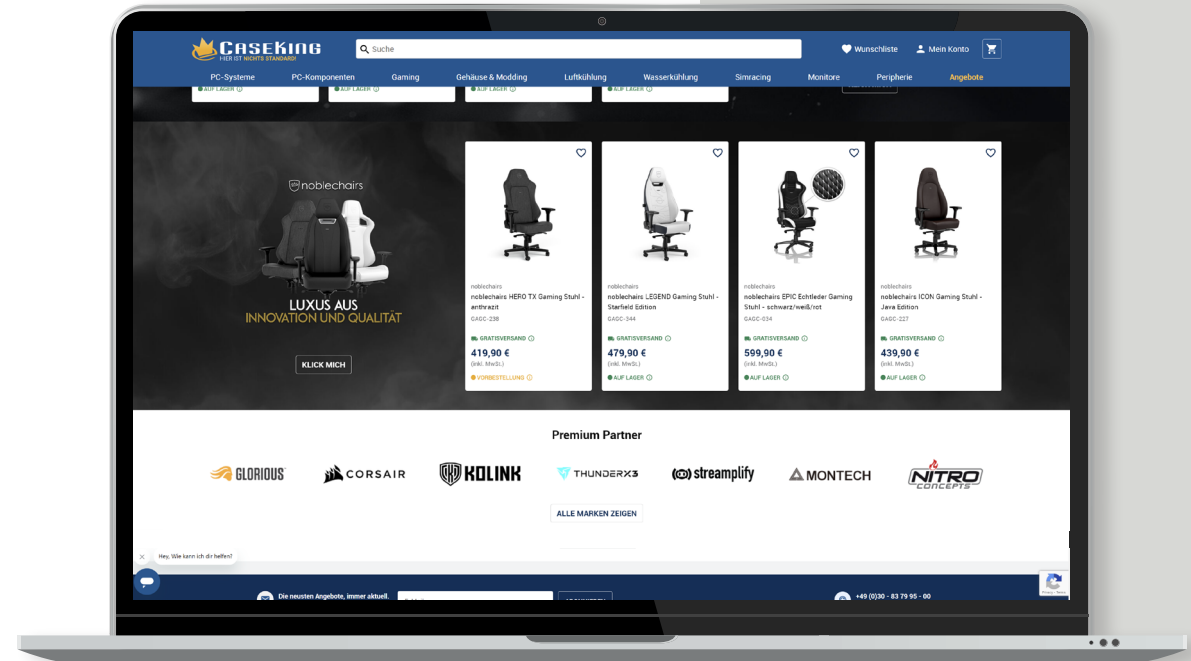 CASEKING
HIER IST NICHTS STANDARD!
Suche
Wunschliste
Mein Konto
PC-Systeme
PC-Komponenten
Gaming
Gehäuse & Modding
Luftkühlung
Wasserkühlung
Simracing
Monitore
Peripherie
Angebote
AUF LAGER
AUF LAGER
AUF LAGER
AUF LAGER
noblechairs
LUXUS AUS
INNOVATION UND QUALITÄT
KLICK MICH
noblechairs
noblechairs HERO TX Gaming Stuhl -
anthrazit
GAGC-298
GRATISVERSAND
419,90 €
(inkl. MwSt.)
VORBESTELLUNG
noblechairs
noblechairs LEGEND Gaming Stuhl -
Starfield Edition
GAGC-344
GRATISVERSAND
479,90 €
(inkl. MwSt.)
AUF LAGER
noblechairs
noblechairs EPIC Echtleder Gaming
Stuhl - schwarz/weiß/rot
GAGC-034
GRATISVERSAND
599,90 €
(inkl. MwSt.)
AUF LAGER
noblechairs
noblechairs ICON Gaming Stuhl -
Java Edition
GAGC-227
GRATISVERSAND
439,90 €
(inkl. MwSt.)
AUF LAGER
Premium Partner
GLORIOUS
CORSAIR
KOLINK
THUNDERX3
streamplify
MONTECH
NITRO
CONCEPTS
ALLE MARKEN ZEIGEN
Hey, Wie kann ich dir helfen?
Die neusten Angebote, immer aktuell.
+49 (0)30 - 83 79 95 - 00
Privacy - Terms